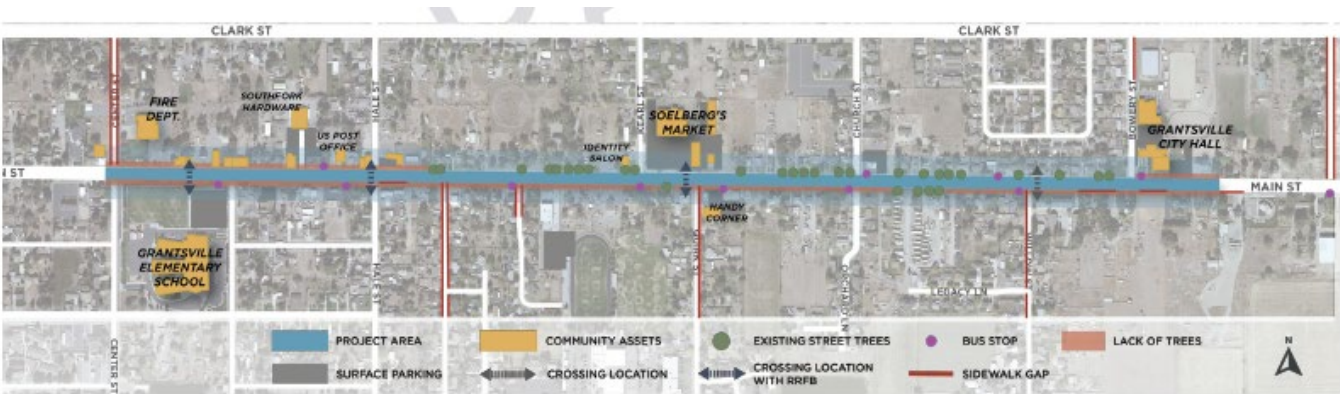 CLARK ST
CLARK ST
FIRE
DEPT.
SOUTHFORK
HARDWARE
US POST
OFFICE
HALE ST
KEARL ST
SOELBERG'S
MARKET
IDENTITY
SALON
CHURCH ST
BOWERY ST
GRANTSVILLE
CITY HALL
N ST
MAIN ST
HANDY
CORNER
GRANTSVILLE
ELEMENTARY
SCHOOL
HALE ST
ORCHARD LN
LEGACY LN
CENTER ST
PROJECT AREA
COMMUNITY ASSETS
EXISTING STREET TREES
BUS STOP
LACK OF TREES
SURFACE PARKING
CROSSING LOCATION
CROSSING LOCATION
WITH RRFB
SIDEWALK GAP
N